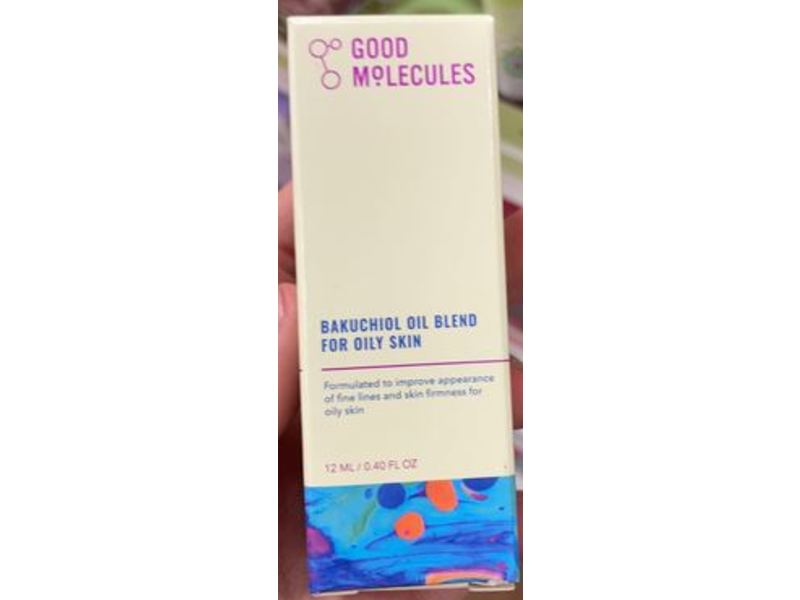 GOOD
MOLECULES
BAKUCHIOL OIL BLEND
FOR OILY SKIN
Formulated to improve appearance
of fine lines and skin firmness for
oily skin
12 ML / 0.40 FL OZ